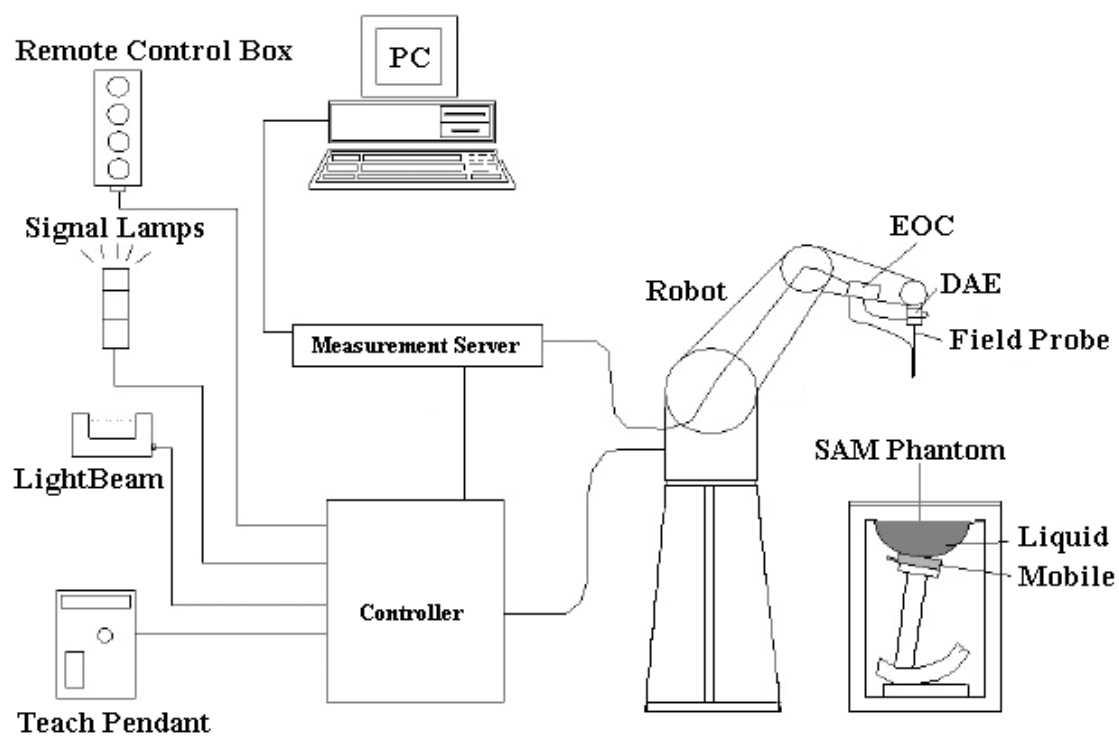 Remote Control Box
PC
Signal Lamps
EOC
Robot
DAE
Field Probe
Measurement Server
SAM Phantom
LightBeam
Liquid
Mobile
Controller
Teach Pendant